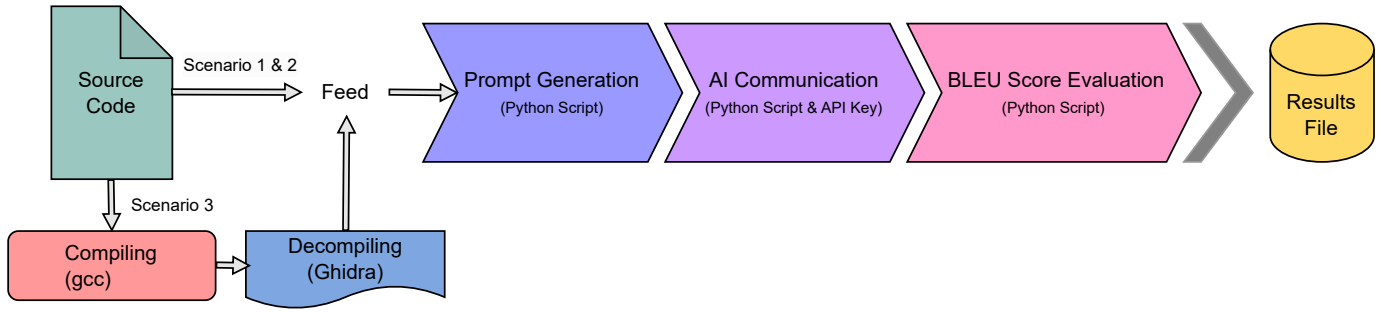 Source
Code
Scenario 1 & 2
Feed
Prompt Generation
(Python Script)
AI Communication
(Python Script & API Key)
BLEU Score Evaluation
(Python Script)
Results
File
Scenario 3
Compiling
(gcc)
Decompiling
(Ghidra)